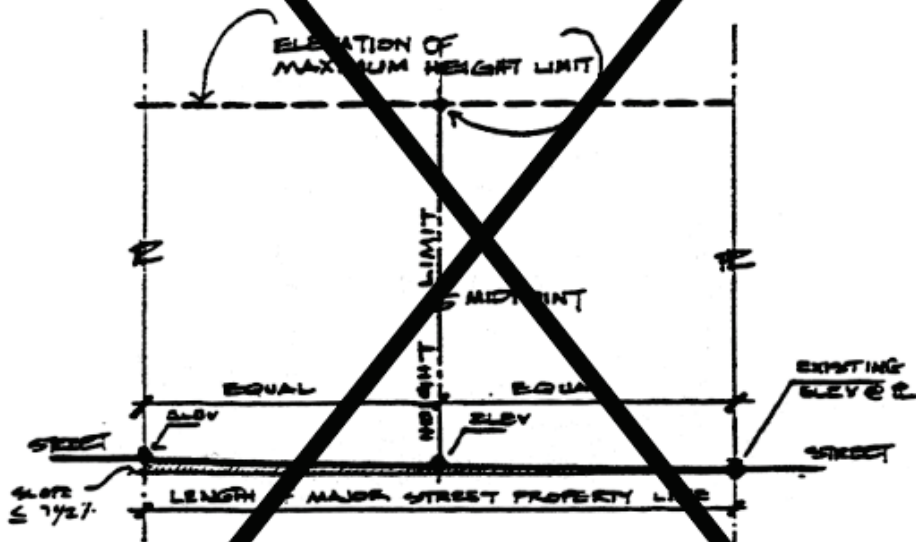 ELEVATION OF
MAXIMUM HEIGHT LIMIT
HEIGHT LIMIT
MIDPOINT
EQUAL
EQUAL
EXISTING
ELEV @ ℄
ELEV
ELEV
STREET
STREET
SLOPE
≤ 7½%
LENGTH MAJOR STREET PROPERTY LINE